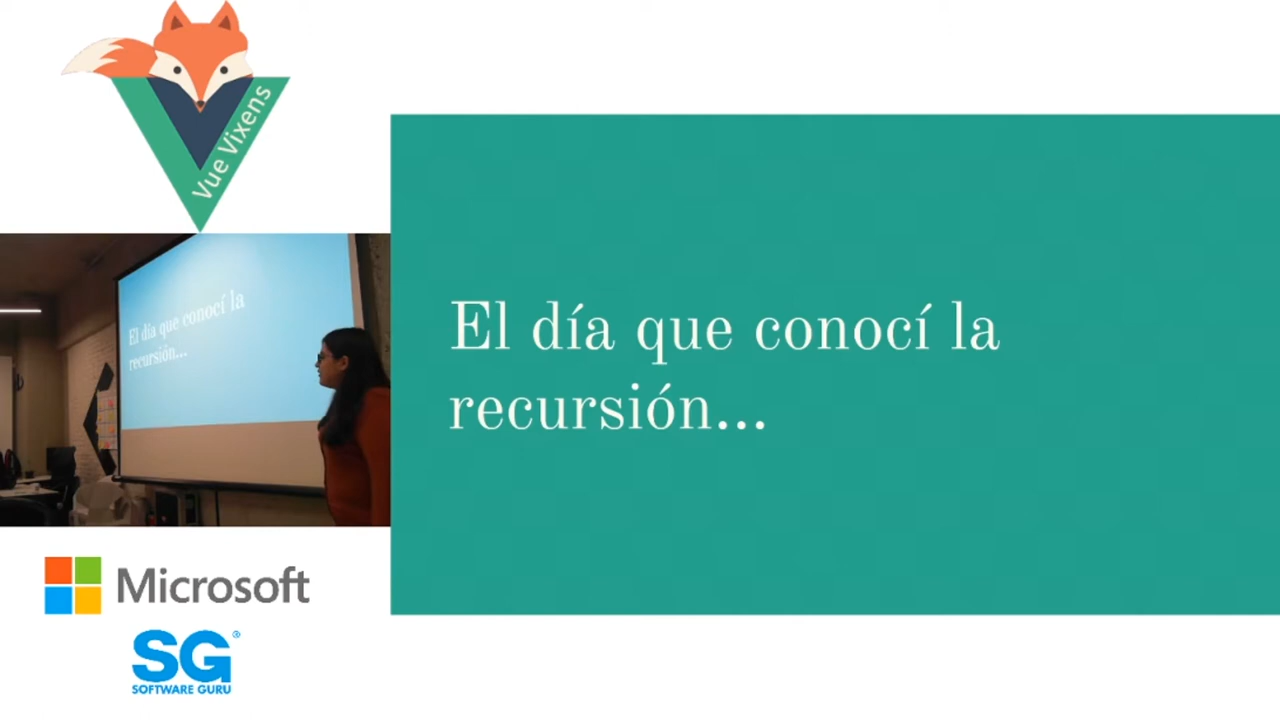 Vue Vixens
El día que conocí la
recursión...
El día que conocí la
recursión...
Microsoft
SG®
SOFTWARE GURU